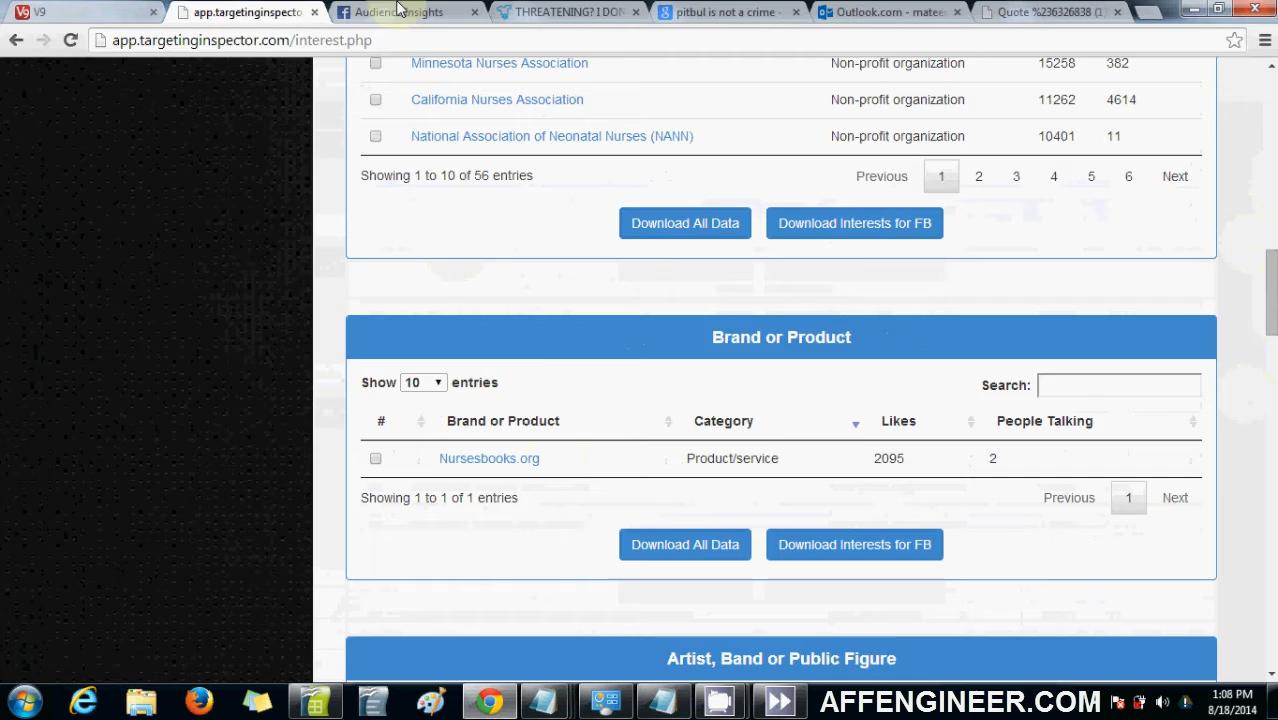 V9
app.targetinginspecto
Audience Insights
THREATENING? I DON
pitbul is not a crime -
Outlook.com - mateen
Quote %236326838 (1)
app.targetinginspector.com/interest.php
Minnesota Nurses Association Non-profit organization 15258 382
California Nurses Association Non-profit organization 11262 4614
National Association of Neonatal Nurses (NANN) Non-profit organization 10401 11
Showing 1 to 10 of 56 entries Previous 1 2 3 4 5 6 Next
Download All Data Download Interests for FB
Brand or Product
Show 10 entries Search:
# Brand or Product Category Likes People Talking
Nursesbooks.org Product/service 2095 2
Showing 1 to 1 of 1 entries Previous 1 Next
Download All Data Download Interests for FB
Artist, Band or Public Figure
AFFENGINEER.COM
1:08 PM
8/18/2014